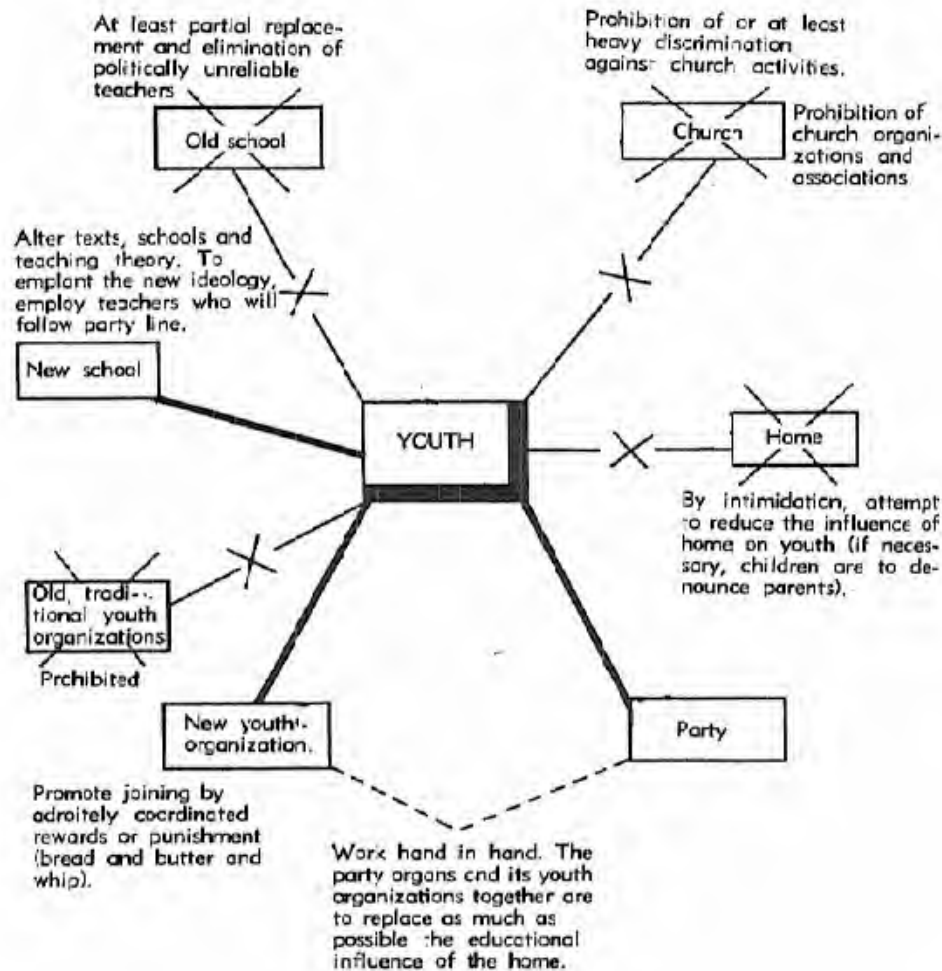 At least partial replace-
ment and elimination of
politically unreliable
teachers
Old school
Prohibition of or at least
heavy discrimination
against church activities.
Church
Prohibition of
church organi-
zations and
associations
Alter texts, schools and
teaching theory. To
emplant the new ideology,
employ teachers who will
follow party line.
New school
YOUTH
Home
By intimidation, attempt
to reduce the influence of
home on youth (if neces-
sary, children are to de-
nounce parents).
Old, tradi-
tional youth
organizations
Prohibited
New youth-
organization.
Promote joining by
adroitely coordinated
rewards or punishment
(bread and butter and
whip).
Party
Work hand in hand. The
party organs and its youth
organizations together are
to replace as much as
possible the educational
influence of the home.